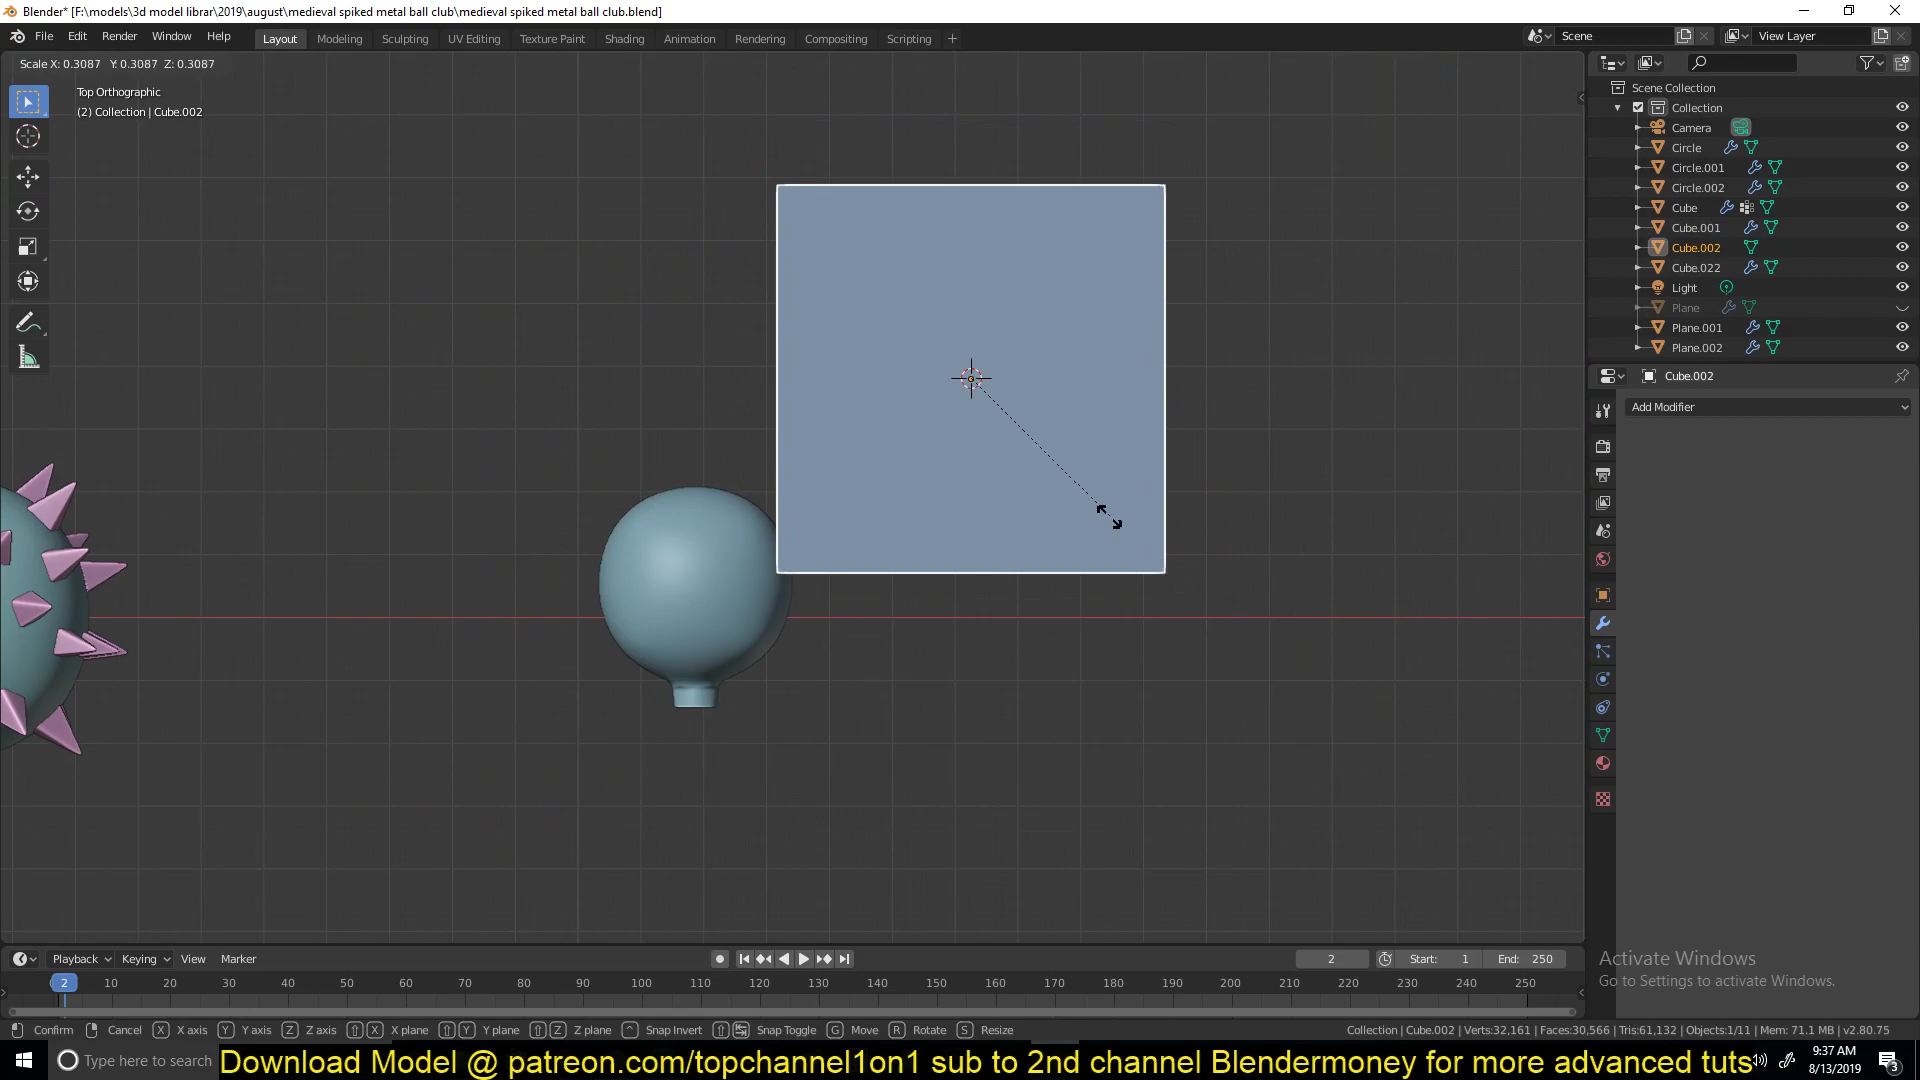 Blender* [F:\models\3d model librar\2019\august\medieval spiked metal ball club\medieval spiked metal ball club.blend]
File Edit Render Window Help Layout Modeling Sculpting UV Editing Texture Paint Shading Animation Rendering Compositing Scripting Scene View Layer
Scale X: 0.3087 Y: 0.3087 Z: 0.3087
Top Orthographic
(2) Collection | Cube.002
Scene Collection
Collection
Camera
Circle
Circle.001
Circle.002
Cube
Cube.001
Cube.002
Cube.022
Light
Plane
Plane.001
Plane.002
Cube.002
Add Modifier
Activate Windows
Go to Settings to activate Windows.
Playback Keying View Marker 2 Start: 1 End: 250
2 10 20 30 40 50 60 70 80 90 100 110 120 130 140 150 160 170 180 190 200 210 220 230 240 250
Confirm Cancel X X axis Y Y axis Z Z axis X X plane Y Y plane Z Z plane ^ Snap Invert Snap Toggle G Move R Rotate S Resize Collection | Cube.002 | Verts:32,161 | Faces:30,566 | Tris:61,132 | Objects:1/11 | Mem: 71.1 MB | v2.80.75
Type here to search
Download Model @ patreon.com/topchannel1on1 sub to 2nd channel Blendermoney for more advanced tuts
9:37 AM
8/13/2019
3